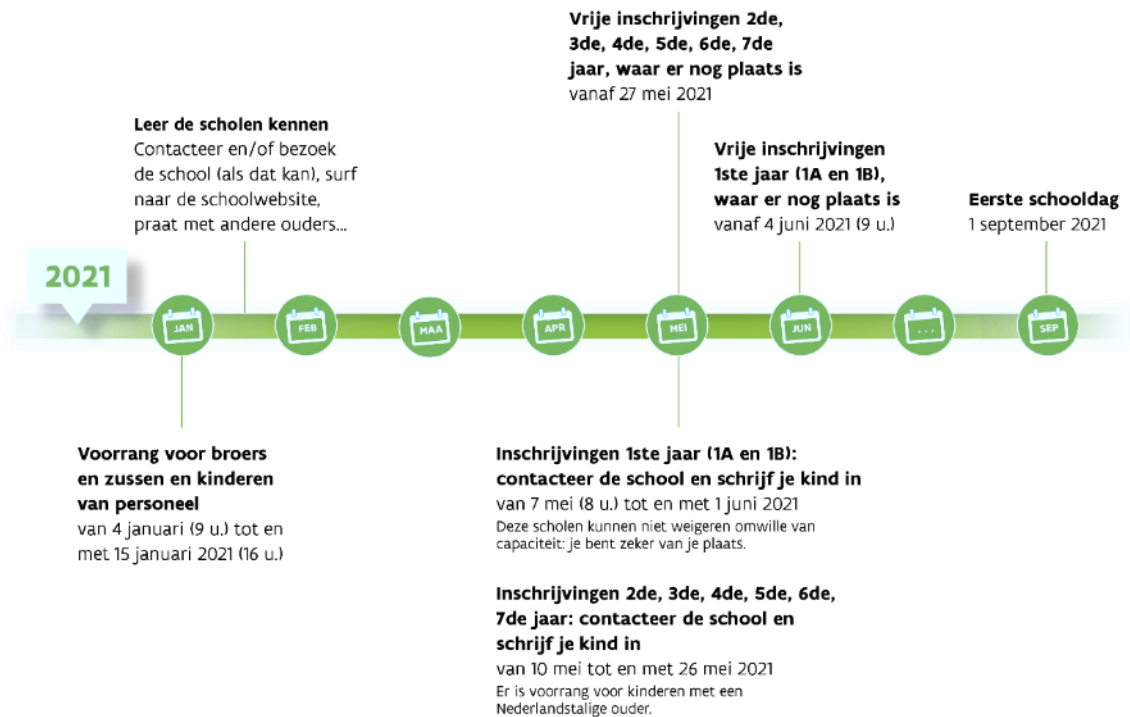 Vrije inschrijvingen 2de,
3de, 4de, 5de, 6de, 7de
jaar, waar er nog plaats is
vanaf 27 mei 2021
Leer de scholen kennen
Contacteer en/of bezoek
de school (als dat kan), surf
naar de schoolwebsite,
praat met andere ouders...
Vrije inschrijvingen
1ste jaar (1A en 1B),
waar er nog plaats is
vanaf 4 juni 2021 (9 u.)
Eerste schooldag
1 september 2021
2021
JAN
FEB
MAA
APR
MEI
JUN
...
SEP
Voorrang voor broers
en zussen en kinderen
van personeel
van 4 januari (9 u.) tot en
met 15 januari 2021 (16 u.)
Inschrijvingen 1ste jaar (1A en 1B):
contacteer de school en schrijf je kind in
van 7 mei (8 u.) tot en met 1 juni 2021
Deze scholen kunnen niet weigeren omwille van
capaciteit: je bent zeker van je plaats.
Inschrijvingen 2de, 3de, 4de, 5de, 6de,
7de jaar: contacteer de school en
schrijf je kind in
van 10 mei tot en met 26 mei 2021
Er is voorrang voor kinderen met een
Nederlandstalige ouder.